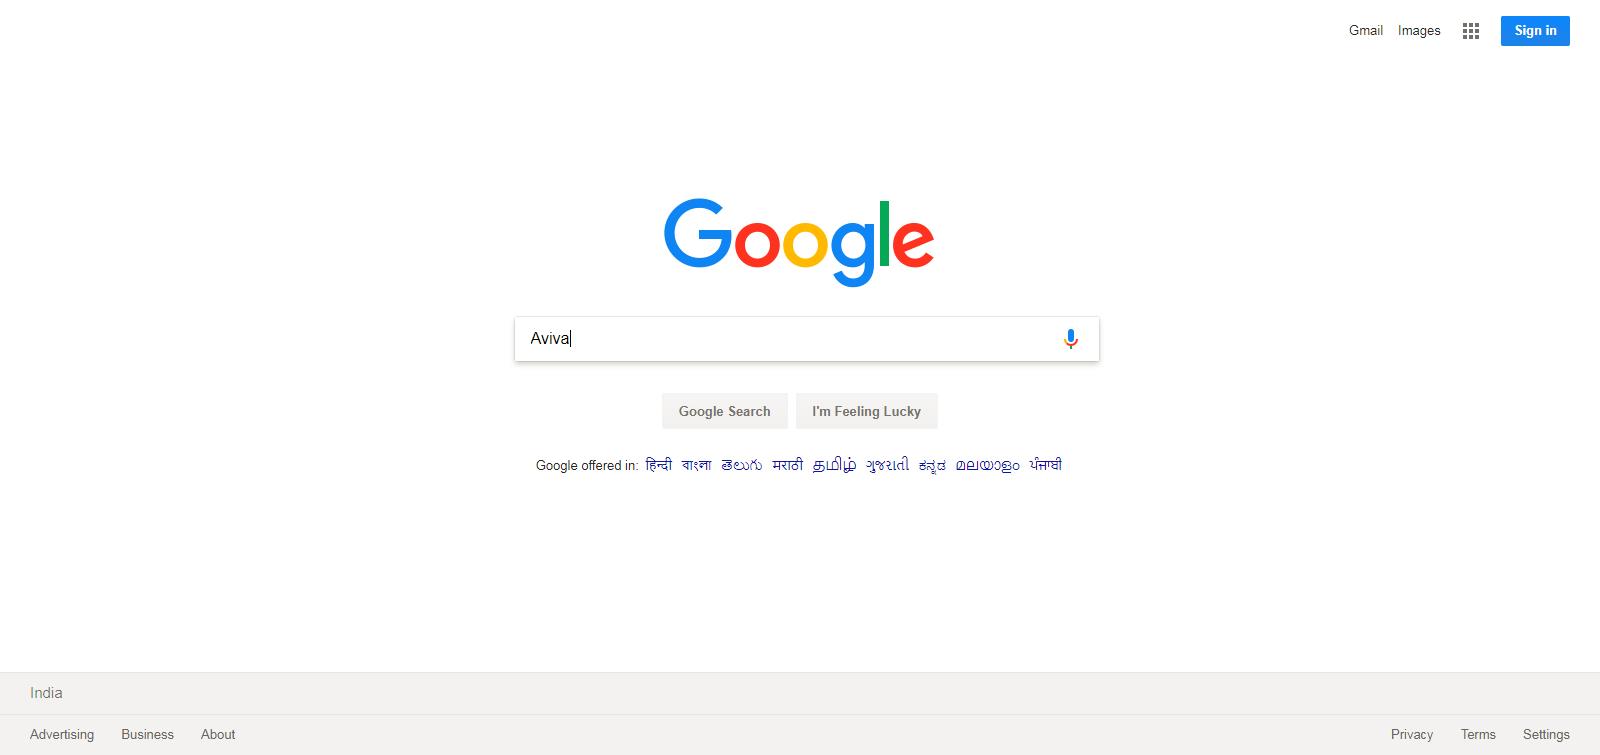 Gmail Images Sign in
Google
Aviva
Google Search I'm Feeling Lucky
Google offered in: हिन्दी বাংলা తెలుగు मराठी தமிழ் ગુજરાતી ಕನ್ನಡ മലയാളം ਪੰਜਾਬੀ
India
Advertising Business About Privacy Terms Settings